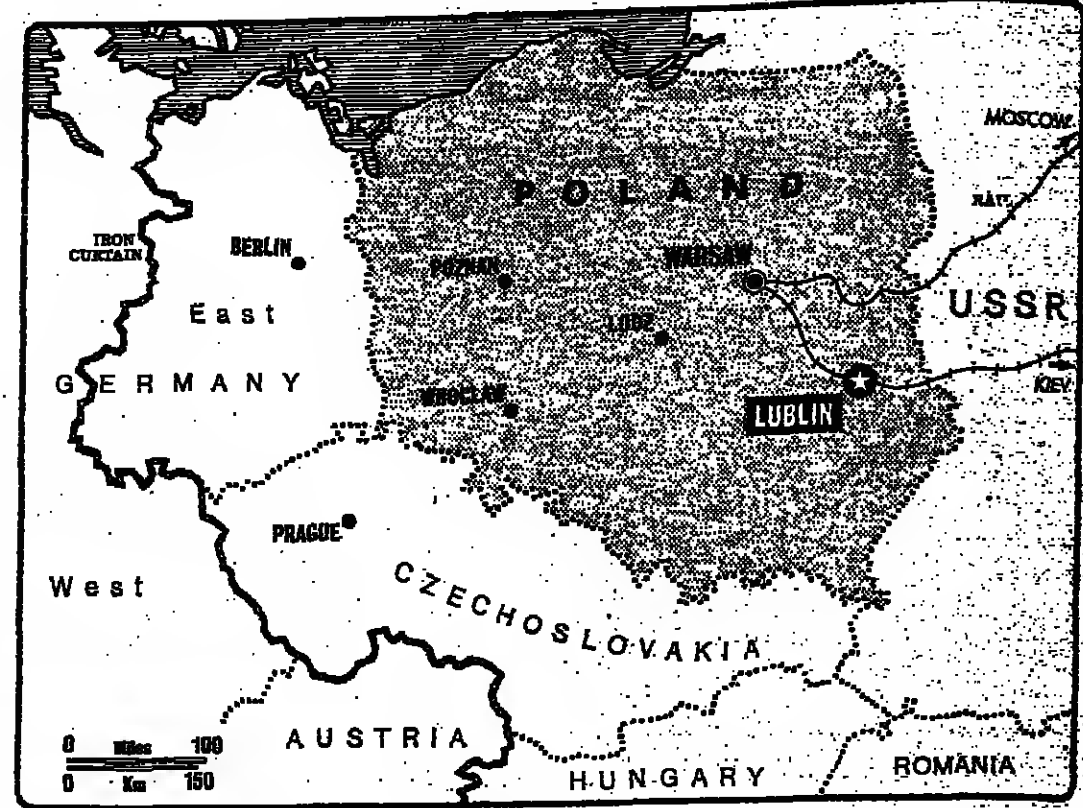 MOSCOW
POLAND
RAIL
IRON
CURTAIN
BERLIN
POZNAN
WARSAW
East
USSR
LODZ
GERMANY
KIEV
WROCLAW
LUBLIN
PRAGUE
West
CZECHOSLOVAKIA
AUSTRIA
0 Miles 100
0 Km 150
HUNGARY
ROMANIA